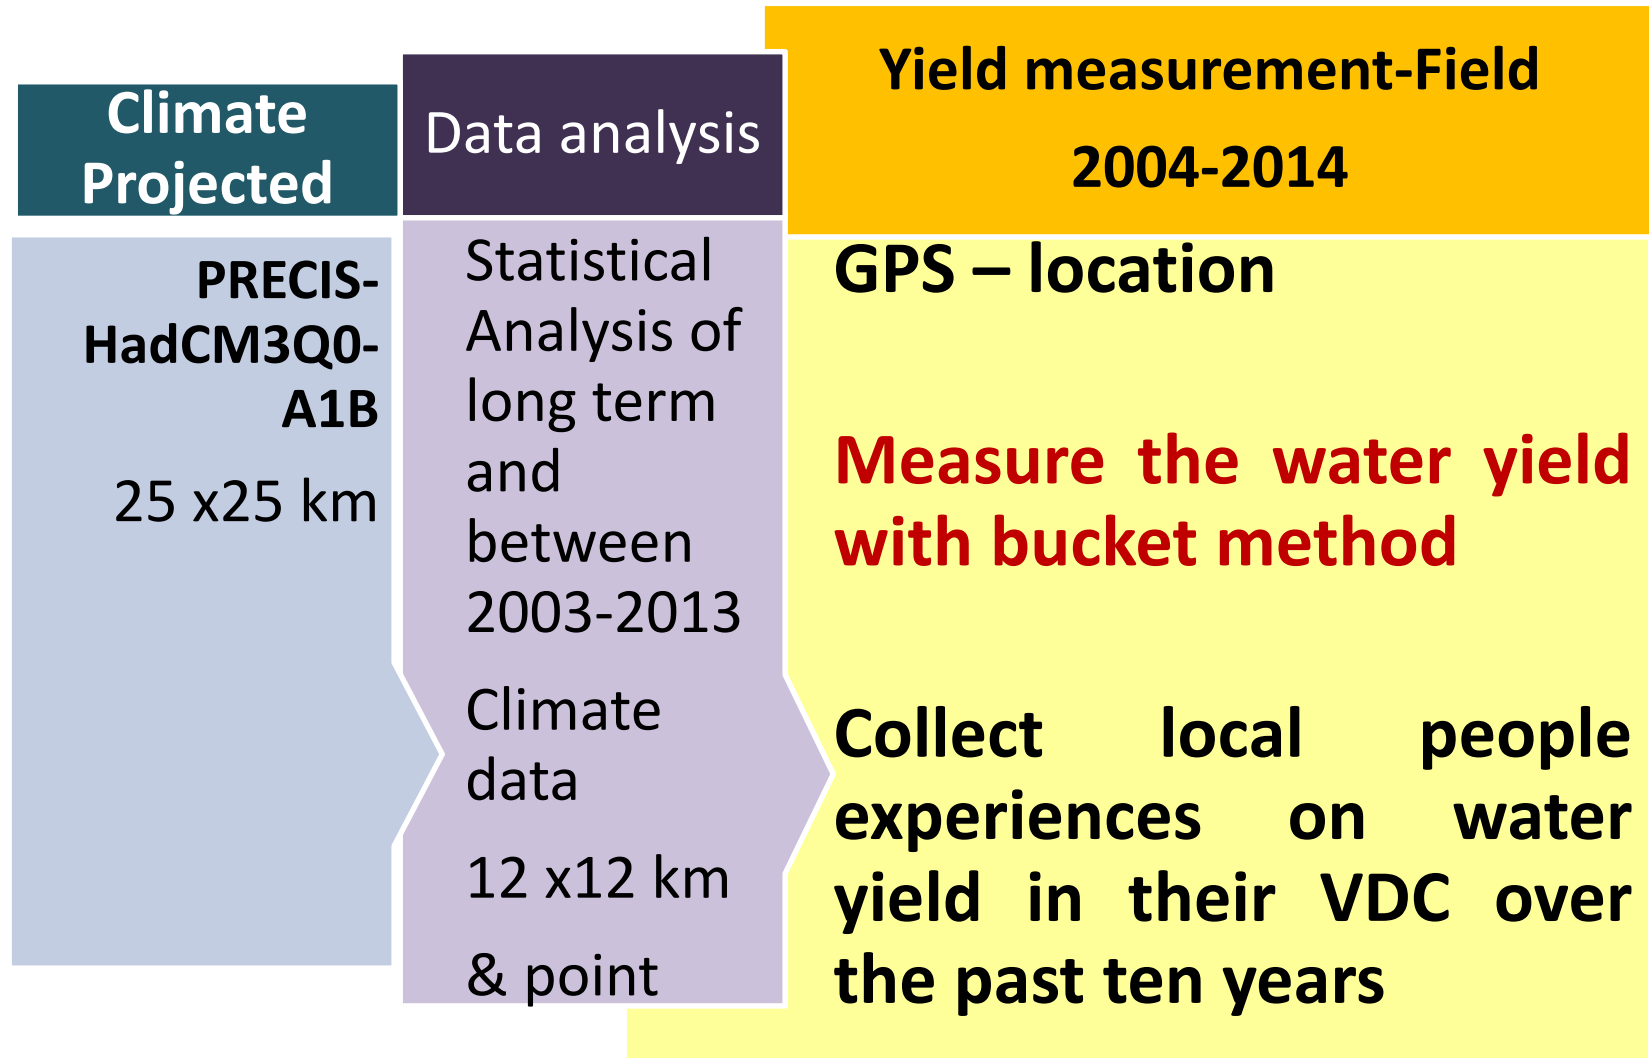 Climate
Projected
PRECIS-
HadCM3Q0-
A1B
25 x25 km
Data analysis
Statistical
Analysis of
long term
and
between
2003-2013
Climate
data
12 x12 km
& point
Yield measurement-Field
2004-2014
GPS – location
Measure the water yield
with bucket method
Collect local people
experiences on water
yield in their VDC over
the past ten years